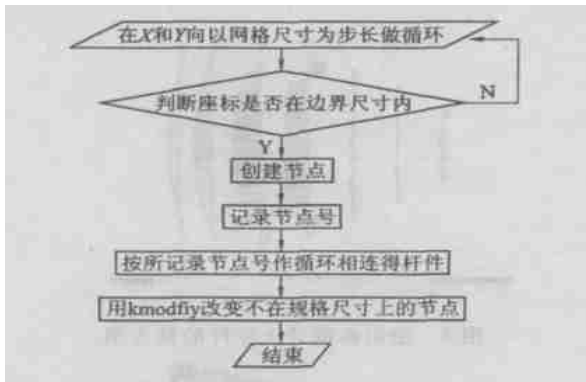 在X和Y向以网格尺寸为步长做循环
判断座标是否在边界尺寸内
N
Y
创建节点
记录节点号
按所记录节点号作循环相连得杆件
用kmodfiy改变不在规格尺寸上的节点
结束